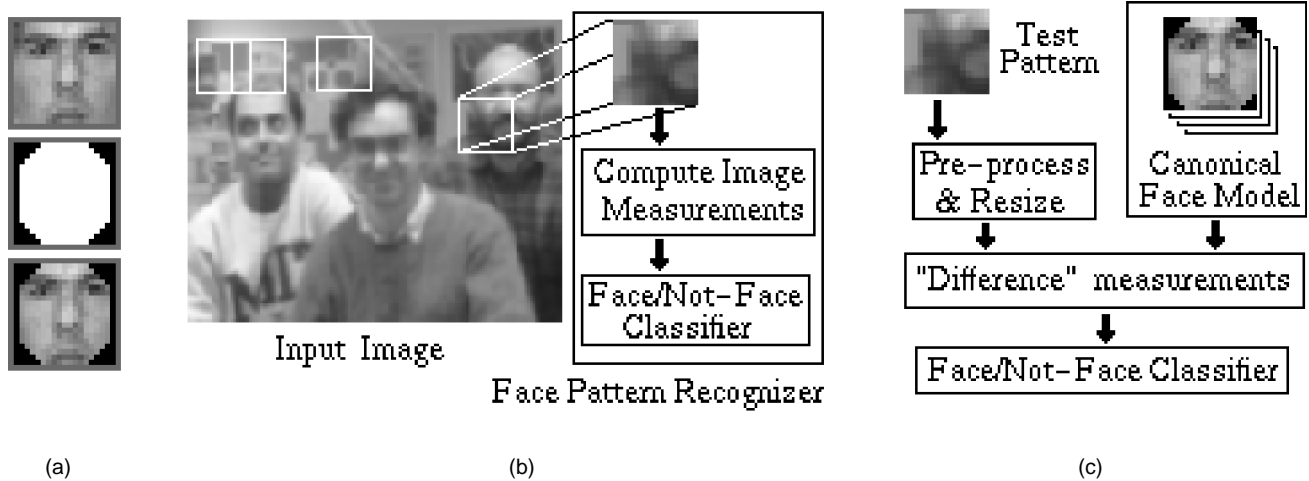 Test
Pattern
Compute Image
Measurements
Face/Not-Face
Classifier
MIT
Input Image
Face Pattern Recognizer
Pre-process
& Resize
Canonical
Face Model
"Difference" measurements
Face/Not-Face Classifier
(a)
(b)
(c)